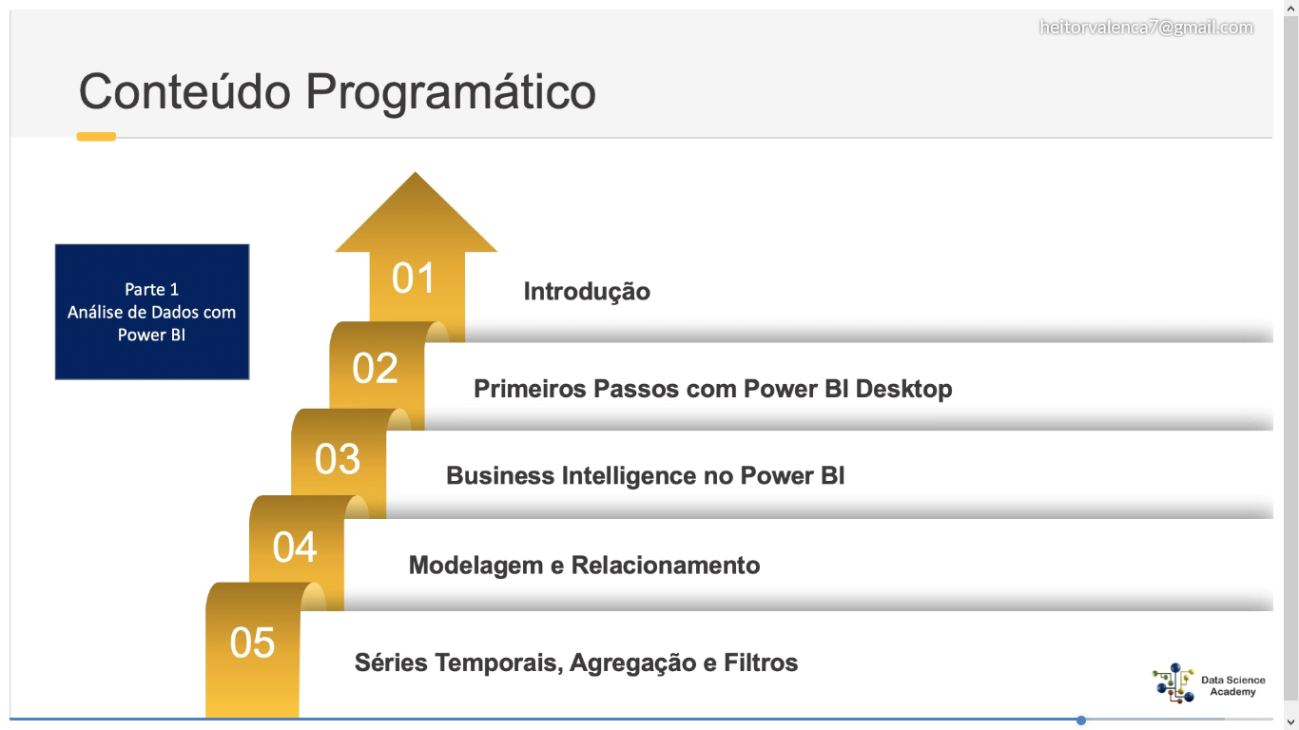 heitorvalenca7@gmail.com
Conteúdo Programático
Parte 1
Análise de Dados com
Power BI
01
Introdução
02
Primeiros Passos com Power BI Desktop
03
Business Intelligence no Power BI
04
Modelagem e Relacionamento
05
Séries Temporais, Agregação e Filtros
Data Science
Academy